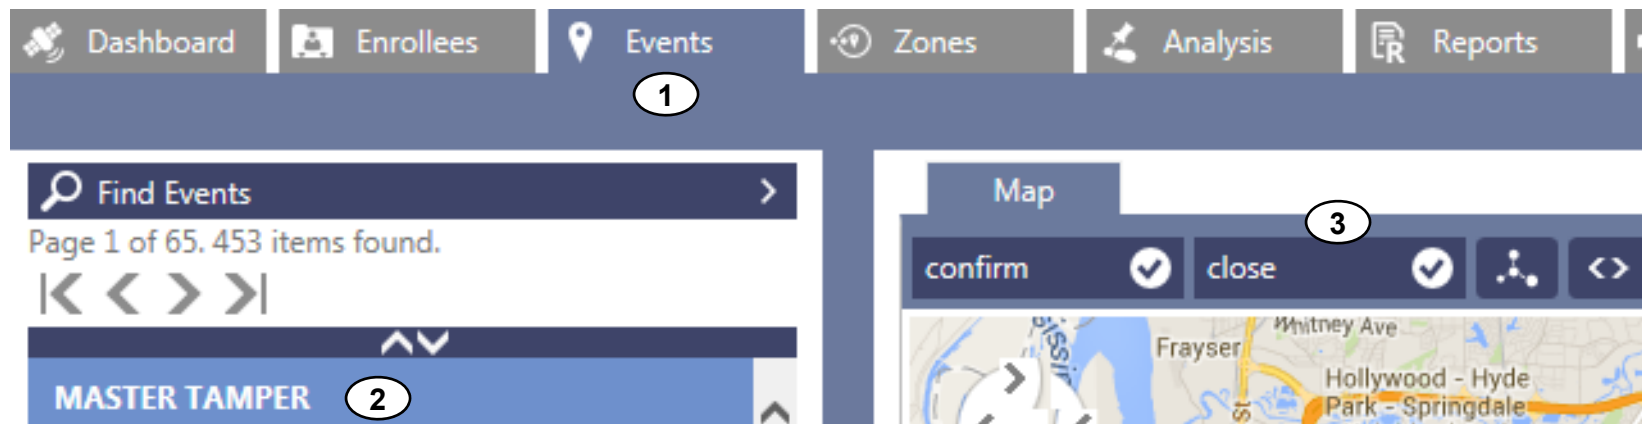 Dashboard
Enrollees
Events
Zones
Analysis
Reports
1
Find Events
Page 1 of 65. 453 items found.
MASTER TAMPER
2
Map
3
confirm
close
Whitney Ave
Frayser
Hollywood - Hyde
Park - Springdale
St